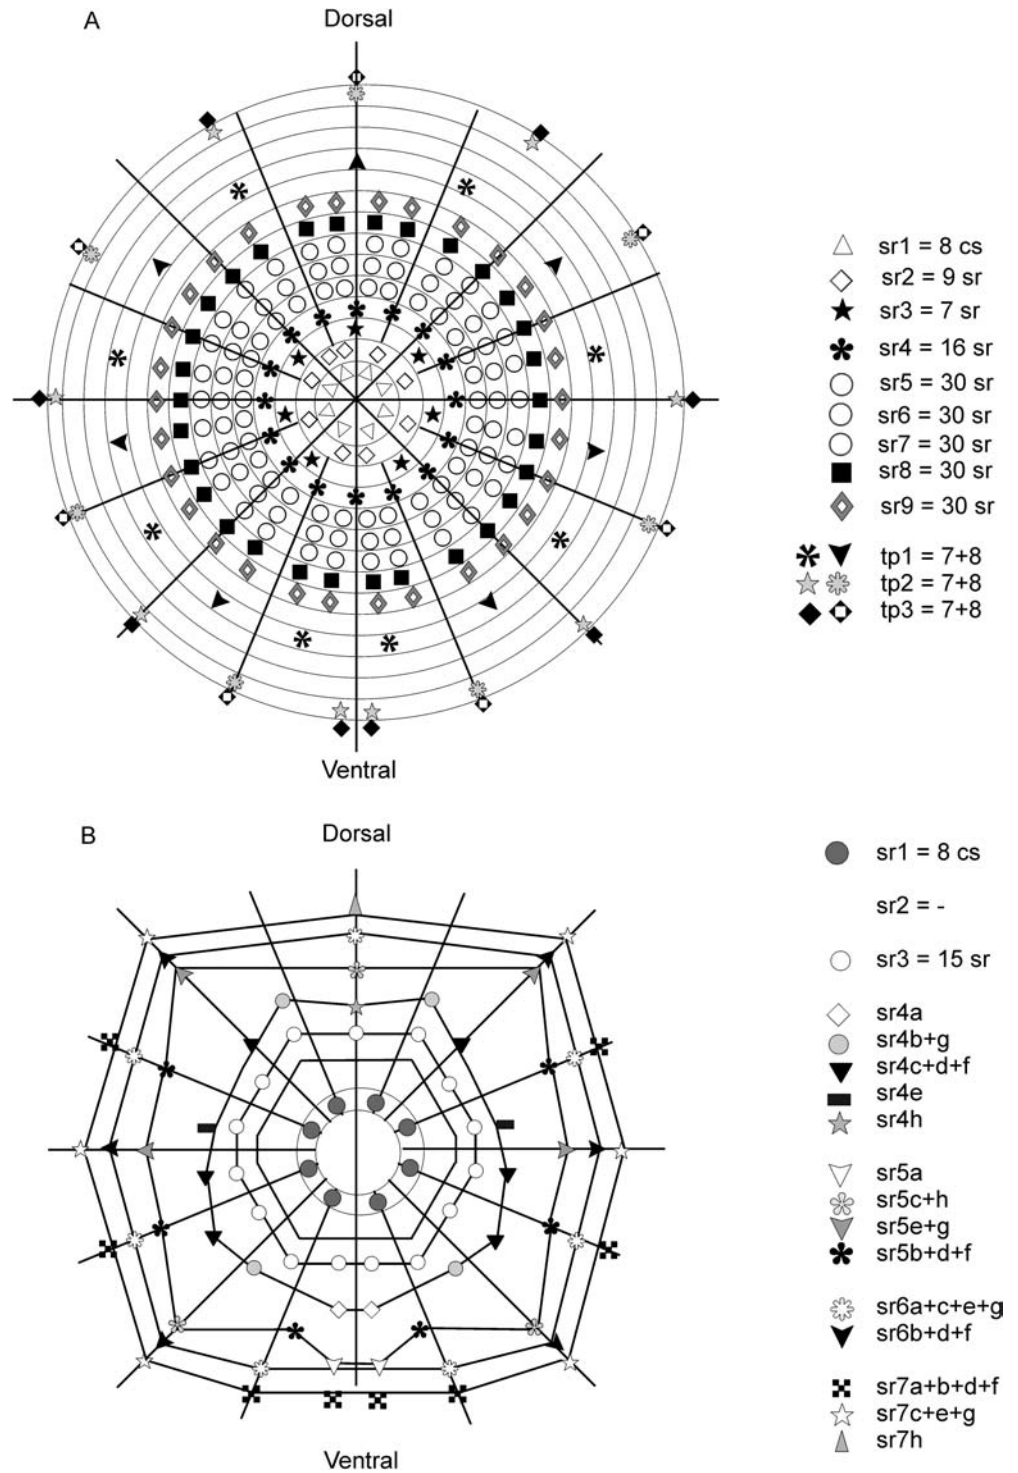 A
Dorsal
sr1 = 8 cs
sr2 = 9 sr
sr3 = 7 sr
sr4 = 16 sr
sr5 = 30 sr
sr6 = 30 sr
sr7 = 30 sr
sr8 = 30 sr
sr9 = 30 sr
tp1 = 7+8
tp2 = 7+8
tp3 = 7+8
Ventral
B
Dorsal
sr1 = 8 cs
sr2 = -
sr3 = 15 sr
sr4a
sr4b+g
sr4c+d+f
sr4e
sr4h
sr5a
sr5c+h
sr5e+g
sr5b+d+f
sr6a+c+e+g
sr6b+d+f
sr7a+b+d+f
sr7c+e+g
sr7h
Ventral